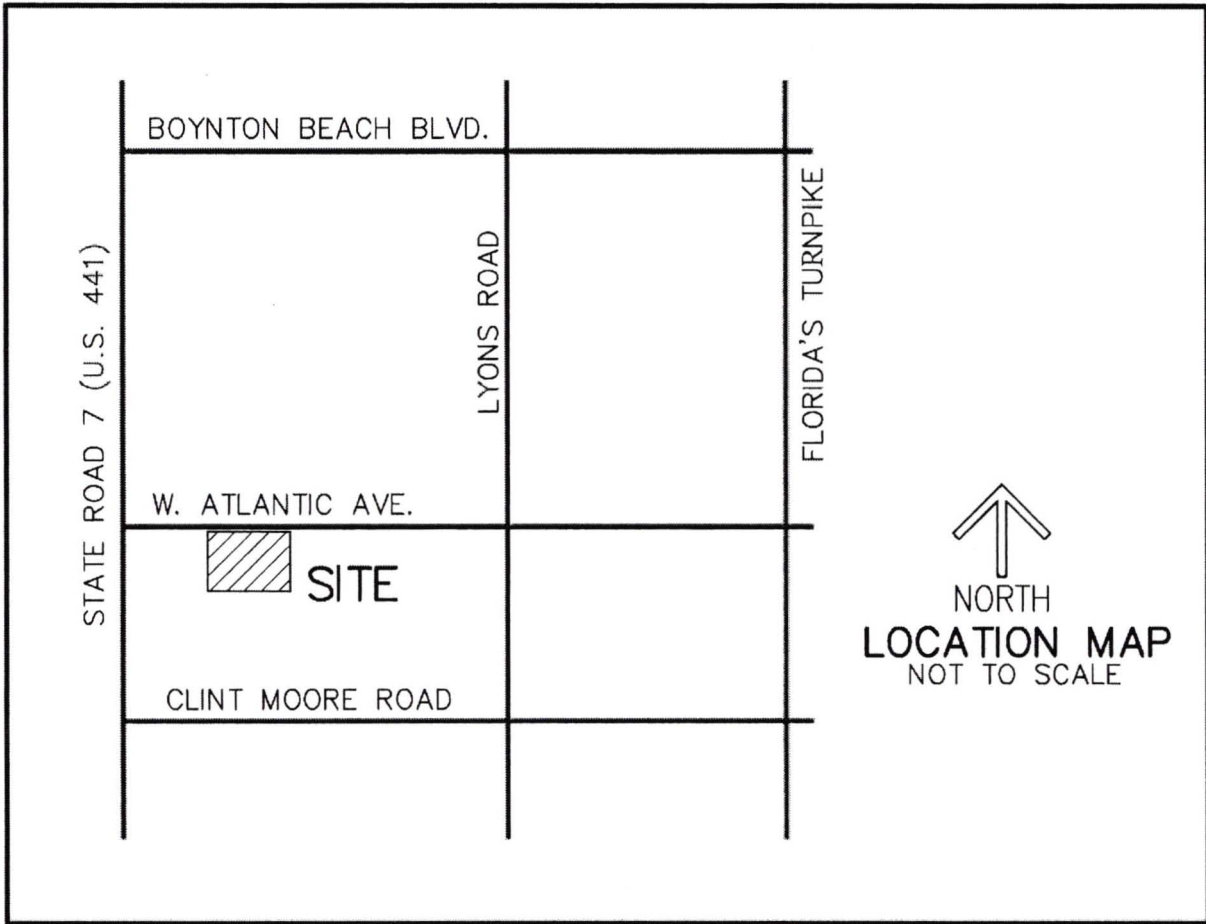 BOYNTON BEACH BLVD.
STATE ROAD 7 (U.S. 441)
LYONS ROAD
FLORIDA'S TURNPIKE
W. ATLANTIC AVE.
SITE
CLINT MOORE ROAD
NORTH
LOCATION MAP
NOT TO SCALE